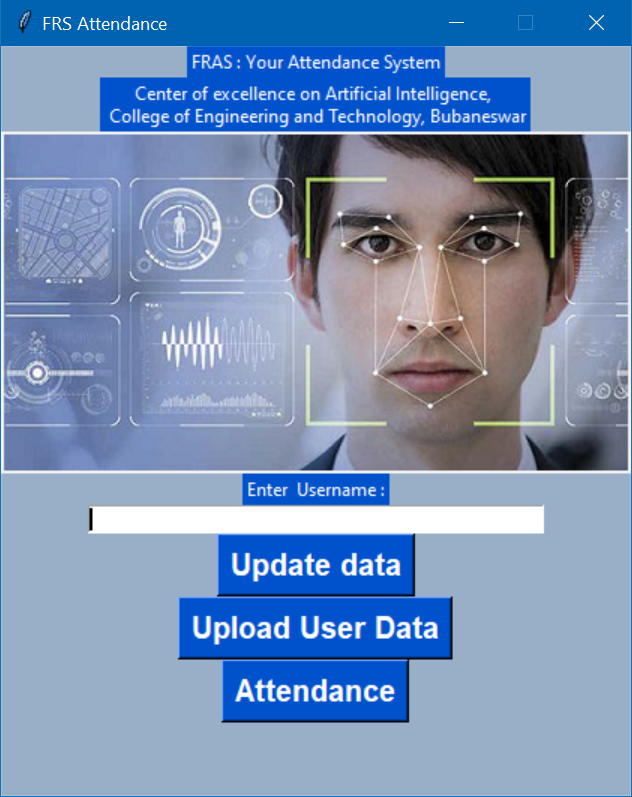 FRS Attendance
FRAS : Your Attendance System
Center of excellence on Artificial Intelligence,
College of Engineering and Technology, Bubaneswar
Enter  Username :
Update data
Upload User Data
Attendance